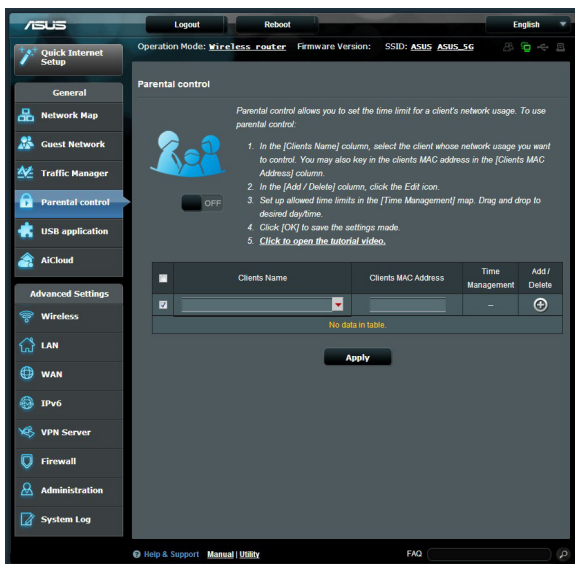 ASUS
Logout
Reboot
English
Quick Internet
Setup
Operation Mode: Wireless router Firmware Version: SSID: ASUS ASUS_5G
General
Network Map
Guest Network
Traffic Manager
Parental control
USB application
AiCloud
Advanced Settings
Wireless
LAN
WAN
IPv6
VPN Server
Firewall
Administration
System Log
Parental control
Parental control allows you to set the time limit for a client's network usage. To use
parental control:
1. In the [Clients Name] column, select the client whose network usage you want
to control. You may also key in the clients MAC address in the [Clients MAC
Address] column.
2. In the [Add / Delete] column, click the Edit icon.
3. Set up allowed time limits in the [Time Management] map. Drag and drop to
desired day/time.
4. Click [OK] to save the settings made.
5. Click to open the tutorial video.
OFF
Clients Name
Clients MAC Address
Time
Management
Add /
Delete
--
No data in table.
Apply
Help & Support Manual | Utility
FAQ